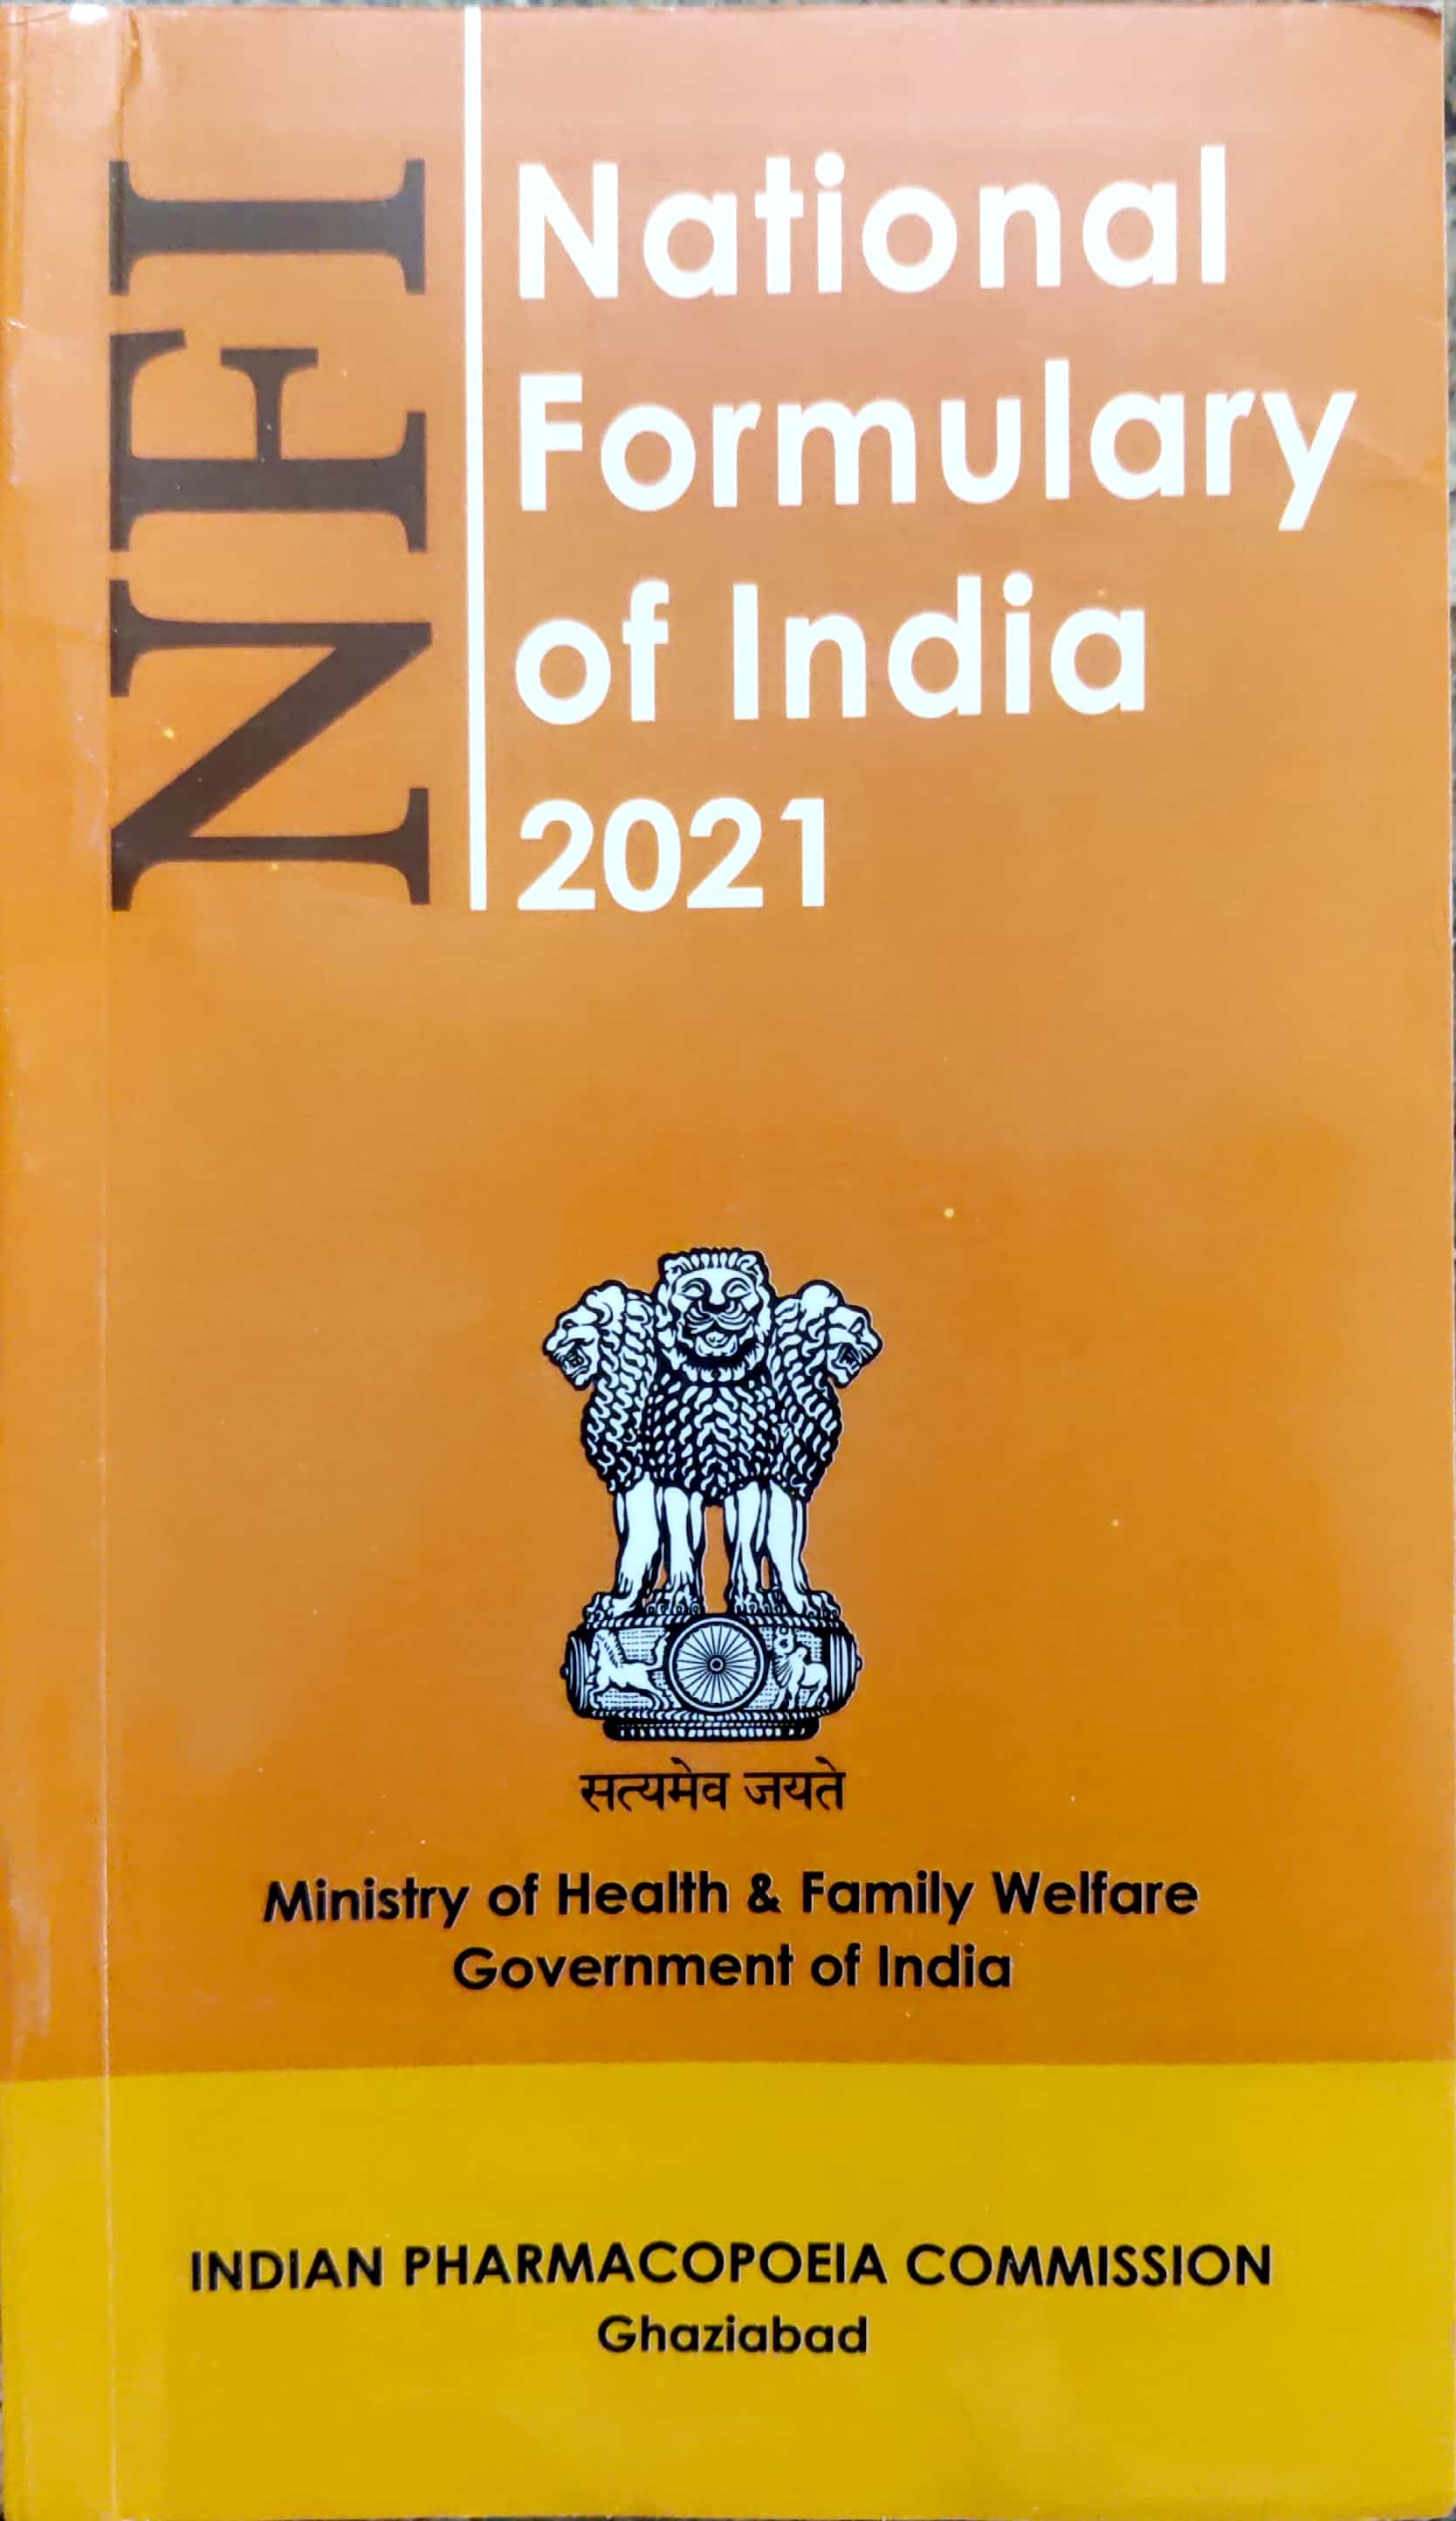 NFI
National
Formulary
of India
2021
सत्यमेव जयते
Ministry of Health & Family Welfare
Government of India
INDIAN PHARMACOPOEIA COMMISSION
Ghaziabad